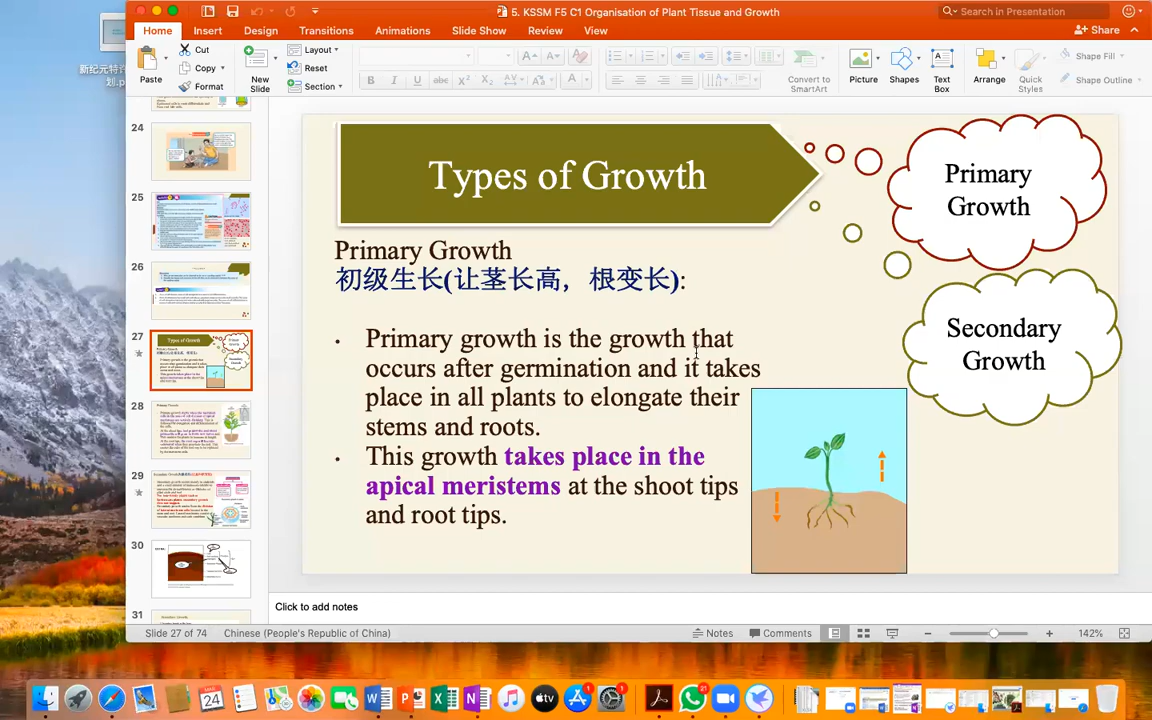 5. KSSM F5 C1 Organisation of Plant Tissue and Growth
Search in Presentation
Home Insert Design Transitions Animations Slide Show Review View
Share
Paste
Cut
Copy
Format
New Slide
Layout
Reset
Section
Convert to SmartArt
Picture
Shapes
Text Box
Arrange
Quick Styles
Shape Fill
Shape Outline
24
25
26
27
28
29
30
31
Types of Growth
Primary
Growth
Secondary
Growth
Primary Growth
初级生长(让茎长高，根变长):
• Primary growth is the growth that
occurs after germination and it takes
place in all plants to elongate their
stems and roots.
• This growth takes place in the
apical meristems at the shoot tips
and root tips.
Click to add notes
Slide 27 of 74 Chinese (People's Republic of China) Notes Comments 142%
MAR
24